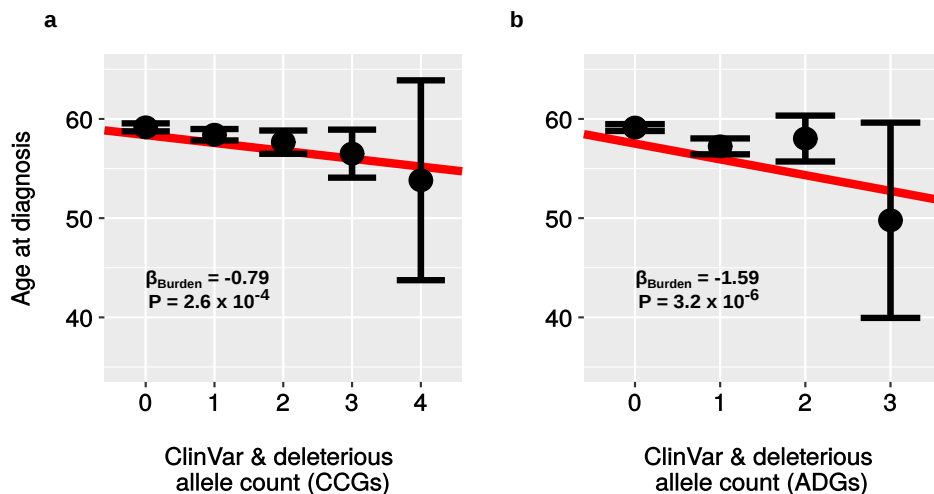 a
Age at diagnosis
60
50
40
β_Burden = -0.79
P = 2.6 x 10^-4
0 1 2 3 4
ClinVar & deleterious
allele count (CCGs)
b
60
50
40
β_Burden = -1.59
P = 3.2 x 10^-6
0 1 2 3
ClinVar & deleterious
allele count (ADGs)